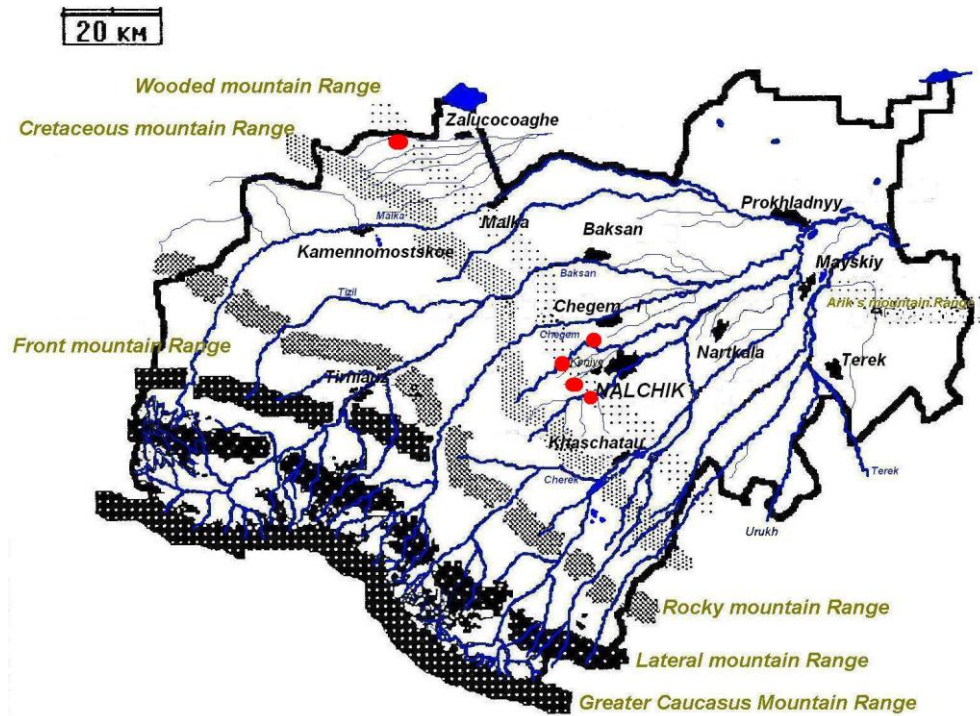 20 км
Wooded mountain Range
Cretaceous mountain Range
Zalucocoaghe
Prokhladnyy
Malka
Malka
Baksan
Kamennomostskoe
Mayskiy
Baksan
Tizil
Arik's mountain Range
Chegem - I
Chegem
Front mountain Range
Nartkala
Terek
Tirniauz
NALCHIK
Khaschatau
Cherek
Terek
Urukh
Rocky mountain Range
Lateral mountain Range
Greater Caucasus Mountain Range